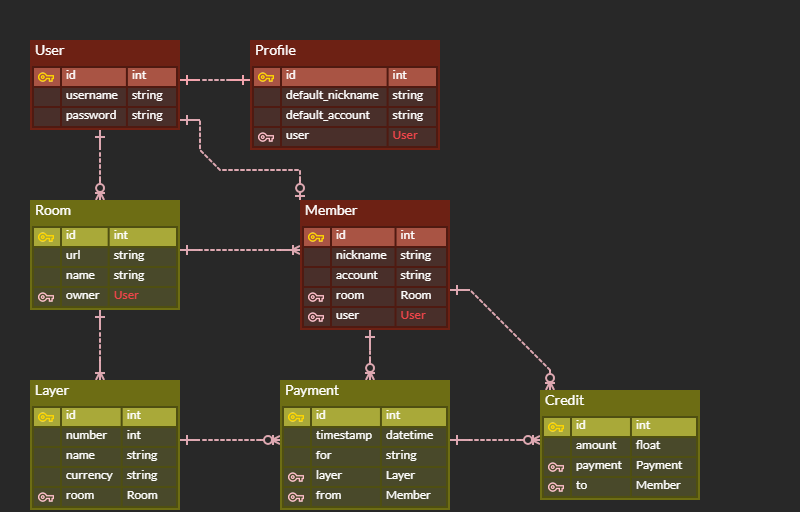 User
id int
username string
password string
Profile
id int
default_nickname string
default_account string
user User
Room
id int
url string
name string
owner User
Member
id int
nickname string
account string
room Room
user User
Layer
id int
number int
name string
currency string
room Room
Payment
id int
timestamp datetime
for string
layer Layer
from Member
Credit
id int
amount float
payment Payment
to Member